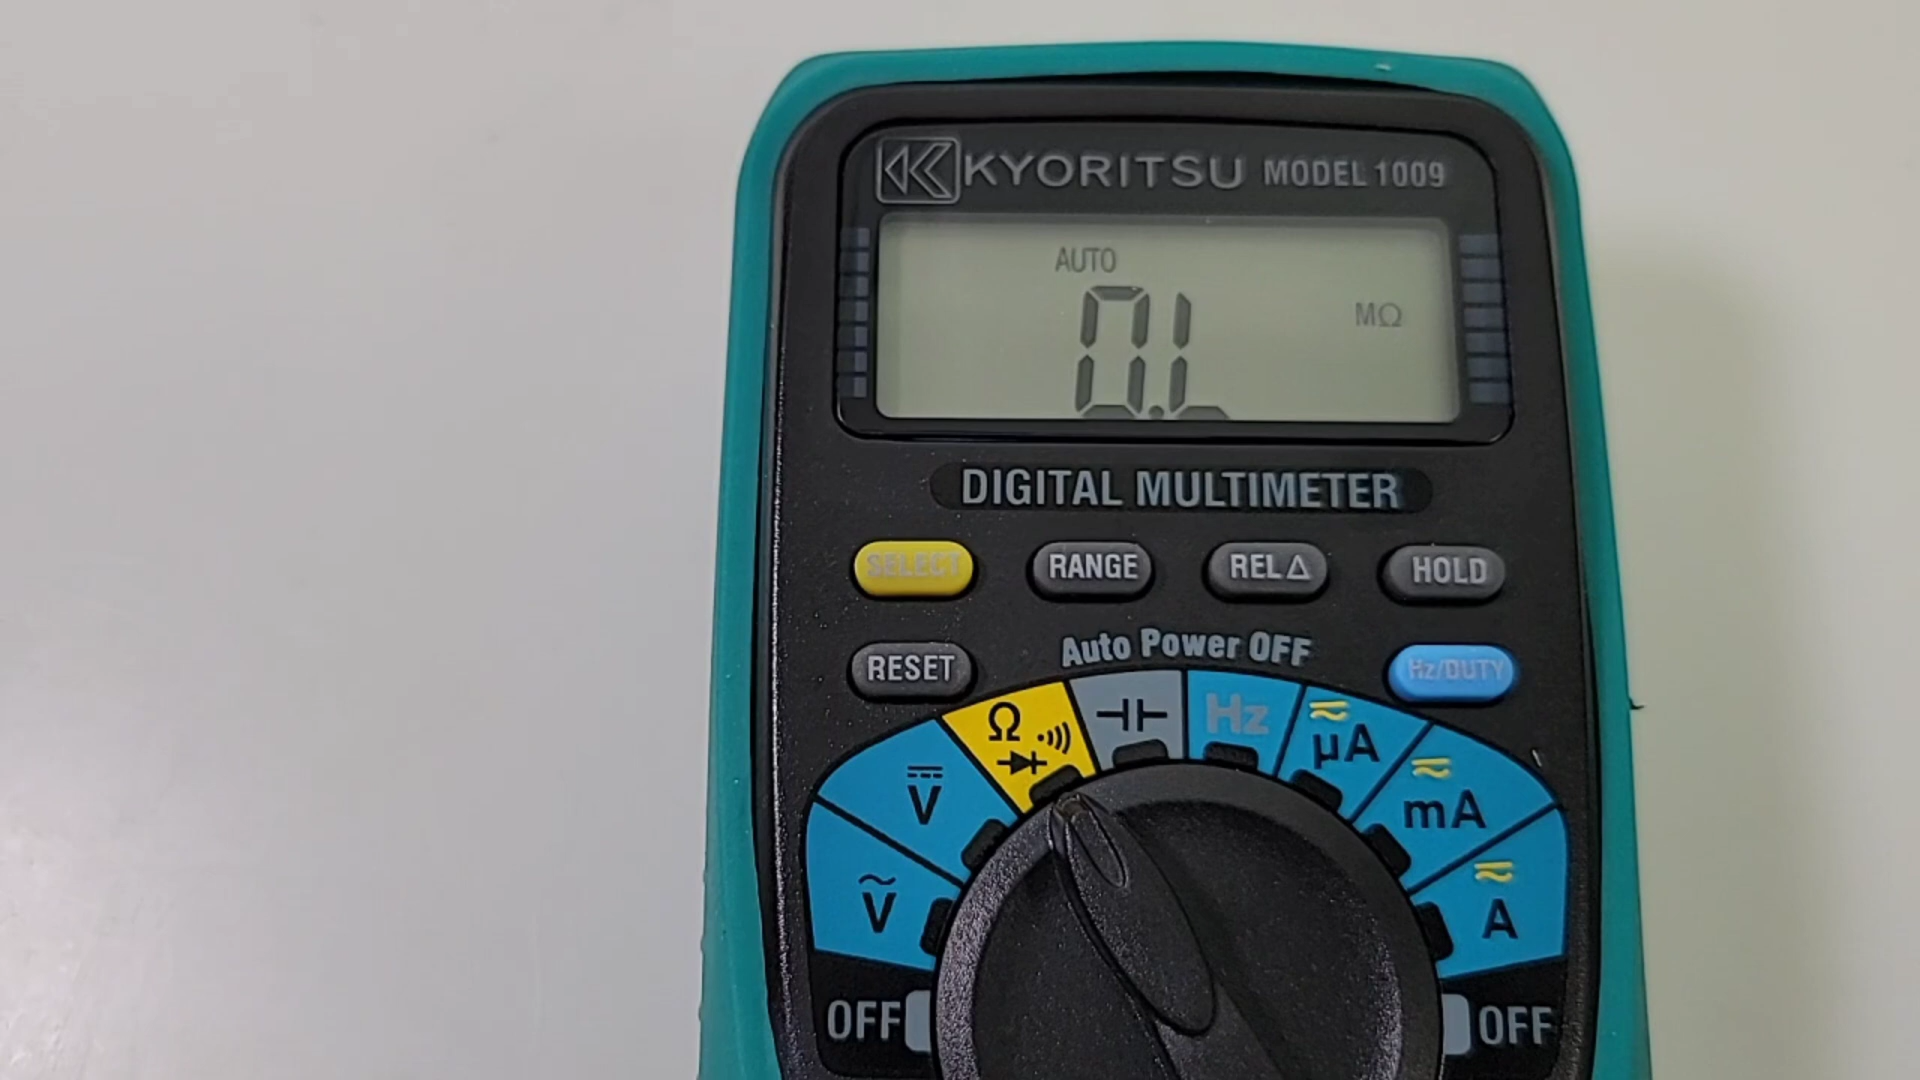 KYORITSU MODEL 1009
AUTO
O.L MΩ
DIGITAL MULTIMETER
SELECT RANGE REL Δ HOLD
RESET Auto Power OFF Hz/DUTY
Ω Hz μA
V mA
V A
OFF OFF